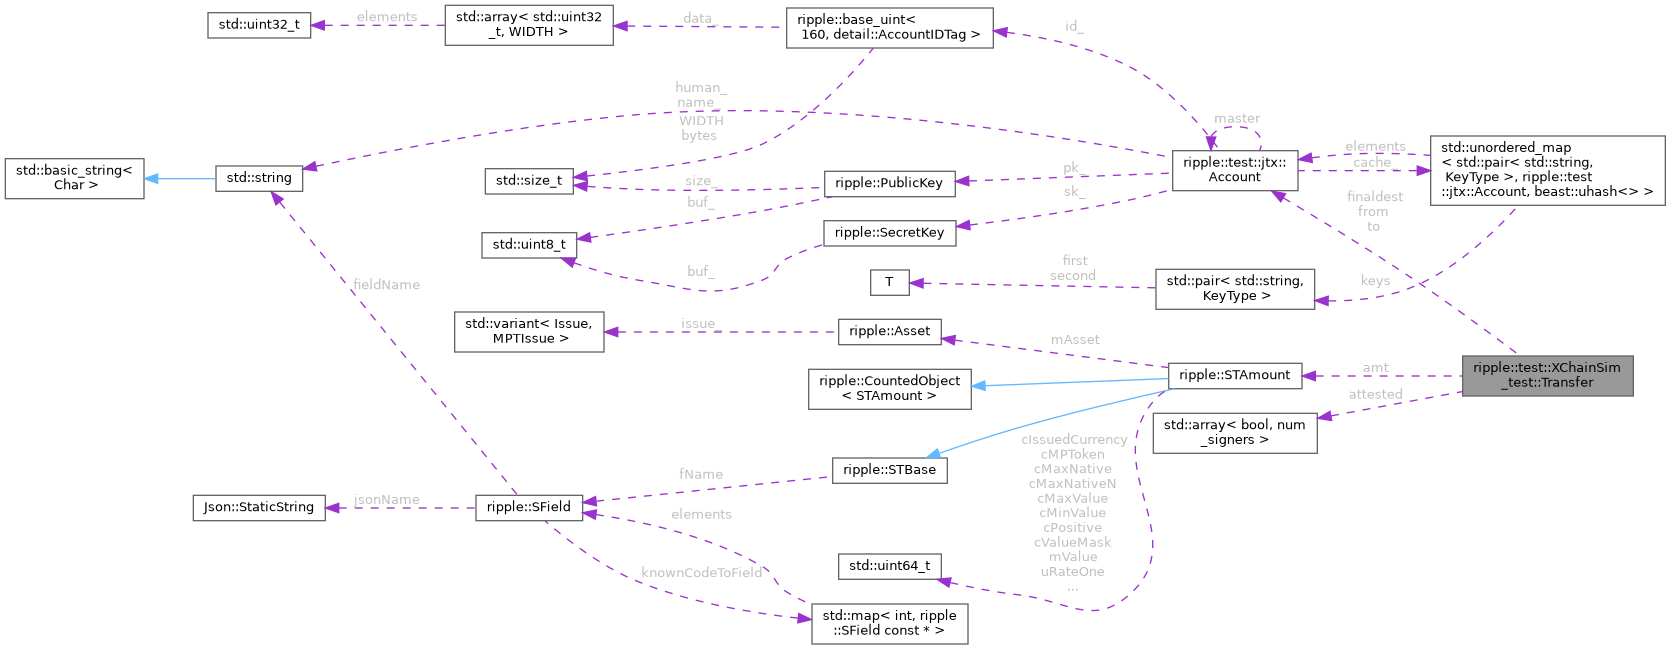 std::uint32_t
elements
std::array< std::uint32
_t, WIDTH >
data_
ripple::base_uint<
160, detail::AccountIDTag >
id_
human_
name_
WIDTH
bytes
master
std::basic_string<
Char >
std::string
std::size_t
size_
buf_
ripple::PublicKey
pk_
sk_
ripple::test::jtx::
Account
elements
cache_
std::unordered_map
< std::pair< std::string,
KeyType >, ripple::test
::jtx::Account, beast::uhash<> >
std::uint8_t
ripple::SecretKey
buf_
finaldest
from
to
T
first
second
std::pair< std::string,
KeyType >
keys
fieldName
std::variant< Issue,
MPTIssue >
issue_
ripple::Asset
mAsset
ripple::CountedObject
< STAmount >
ripple::STAmount
amt
attested
ripple::test::XChainSim
_test::Transfer
std::array< bool, num
_signers >
cIssuedCurrency
cMPToken
cMaxNative
cMaxNativeN
cMaxValue
cMinValue
cPositive
cValueMask
mValue
uRateOne
...
ripple::STBase
fName
Json::StaticString
jsonName
ripple::SField
elements
knownCodeToField
std::uint64_t
std::map< int, ripple
::SField const * >